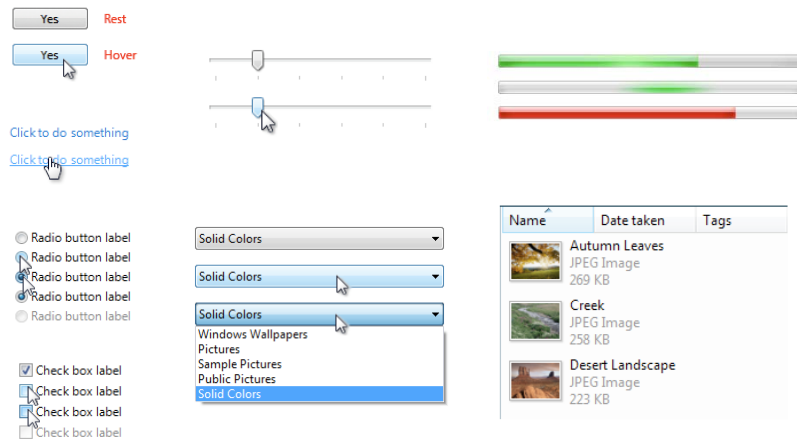 Yes
Rest
Yes
Hover
Click to do something
Click to do something
Radio button label
Radio button label
Radio button label
Radio button label
Radio button label
Check box label
Check box label
Check box label
Check box label
Solid Colors
Solid Colors
Solid Colors
Windows Wallpapers
Pictures
Sample Pictures
Public Pictures
Solid Colors
Name
Date taken
Tags
Autumn Leaves
JPEG Image
269 KB
Creek
JPEG Image
258 KB
Desert Landscape
JPEG Image
223 KB